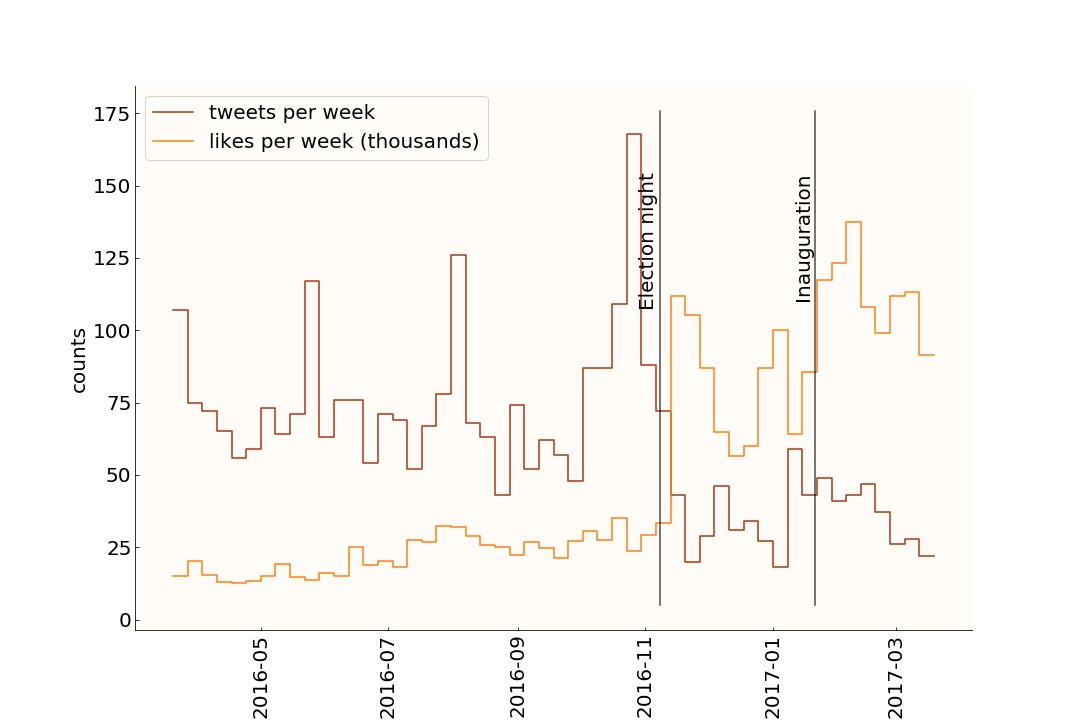 tweets per week
likes per week (thousands)
175
150
125
100
75
50
25
0
counts
Election night
Inauguration
2016-05
2016-07
2016-09
2016-11
2017-01
2017-03